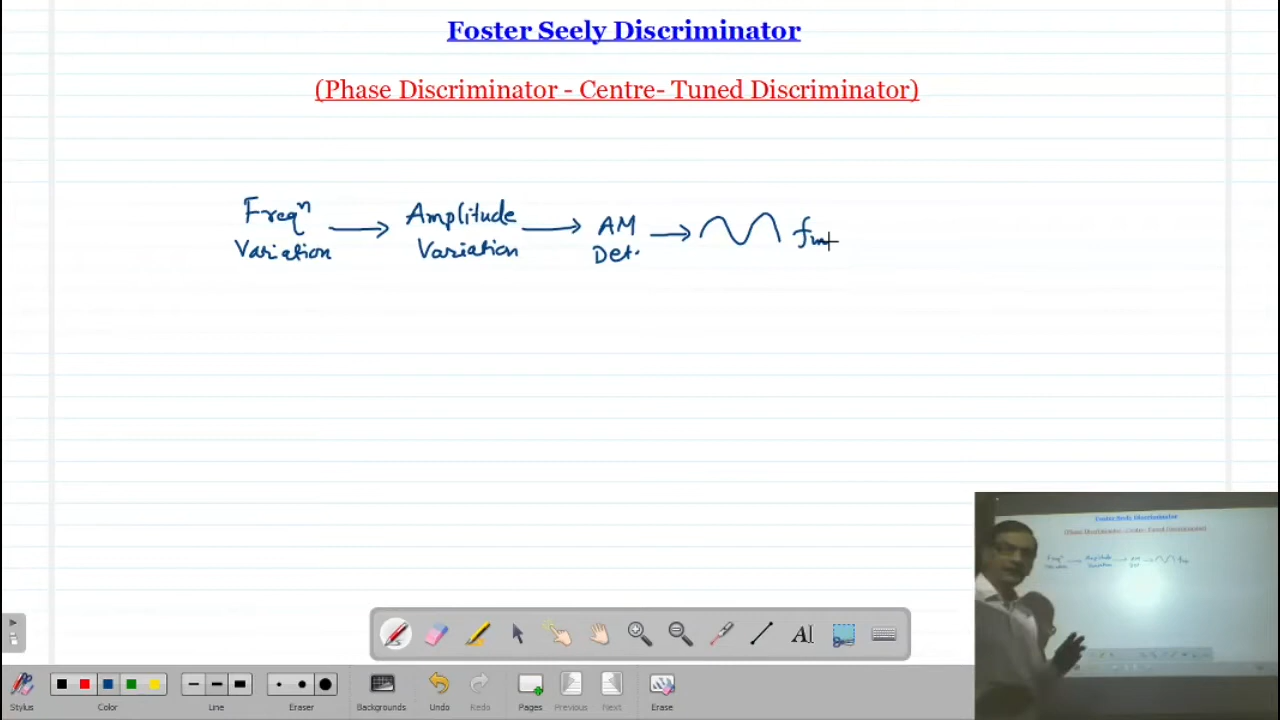 Foster Seely Discriminator
(Phase Discriminator - Centre- Tuned Discriminator)
Freqⁿ Variation → Amplitude Variation → AM Det. → fm
Stylus
Color
Line
Eraser
Backgrounds
Undo
Redo
Pages
Previous
Next
Erase